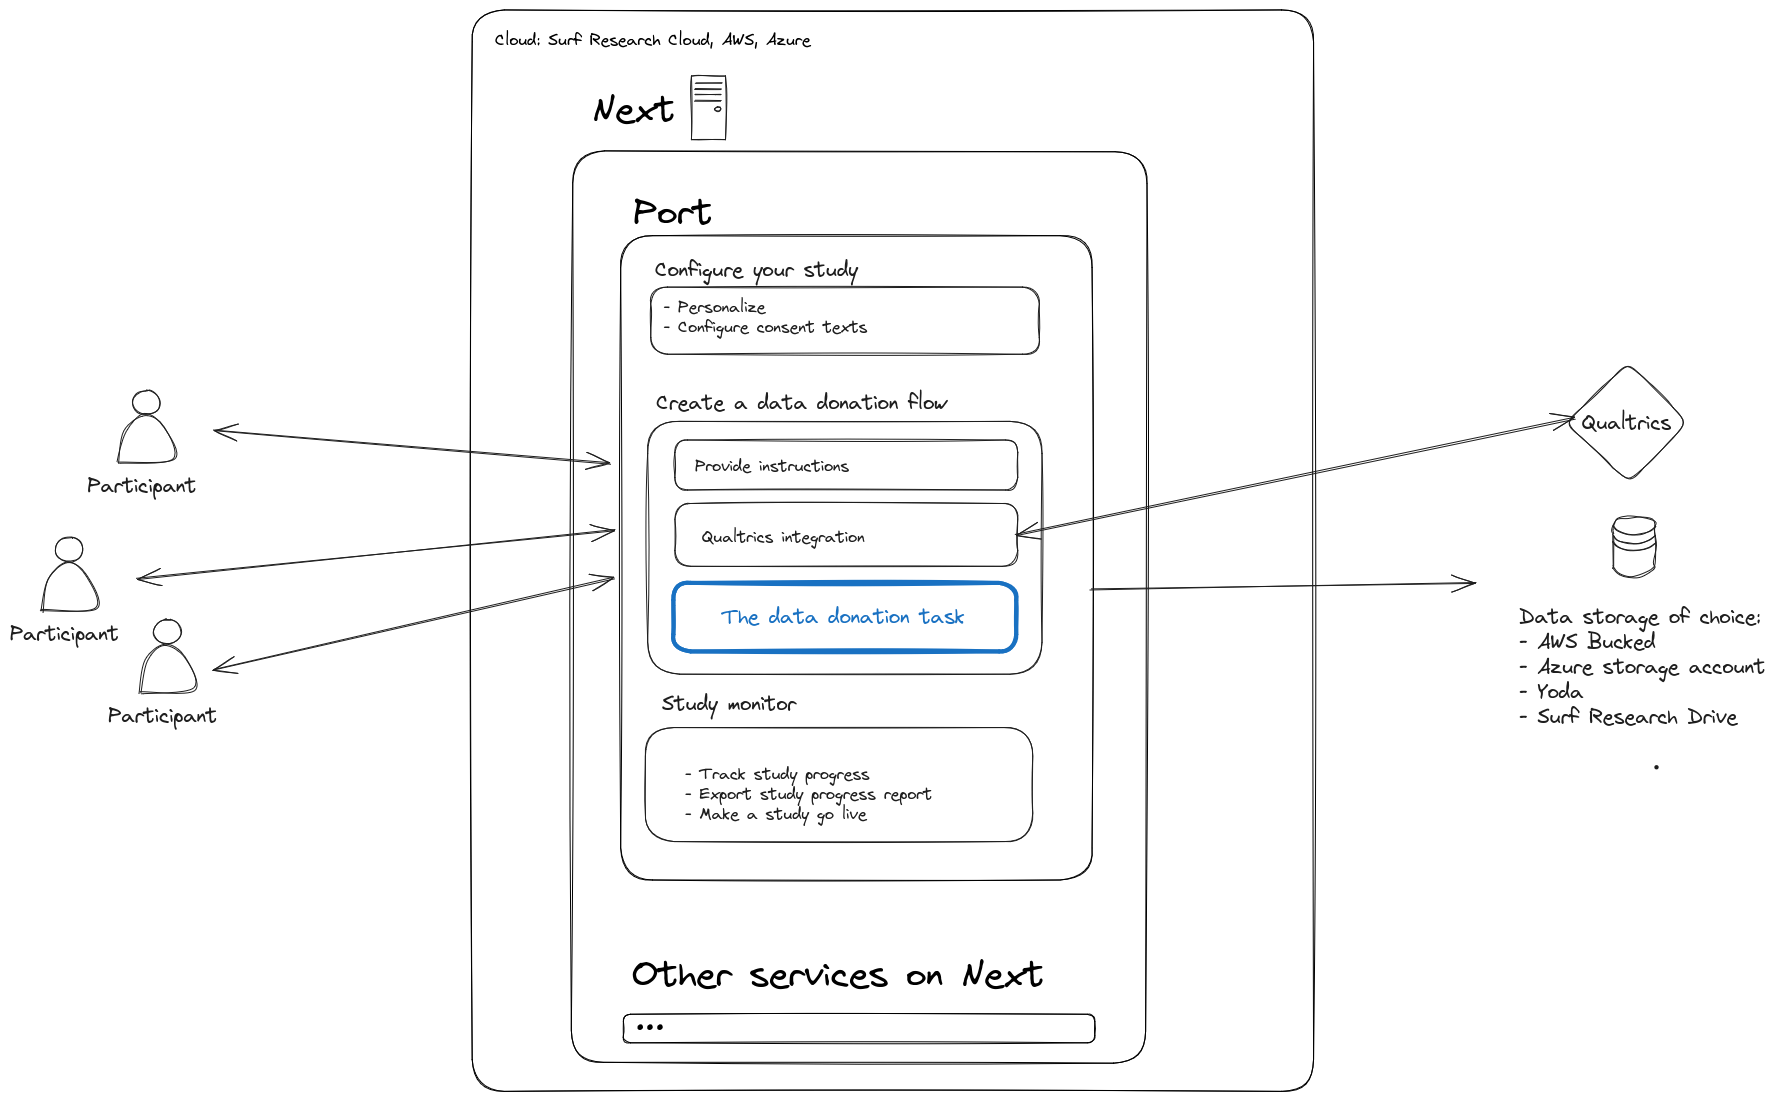 Cloud: Surf Research Cloud, AWS, Azure
Next
Port
Configure your study
- Personalize
- Configure consent texts
Create a data donation flow
Provide instructions
Qualtrics integration
The data donation task
Study monitor
- Track study progress
- Export study progress report
- Make a study go live
Other services on Next
•••
Participant
Participant
Participant
Qualtrics
Data storage of choice:
- AWS Bucked
- Azure storage account
- Yoda
- Surf Research Drive